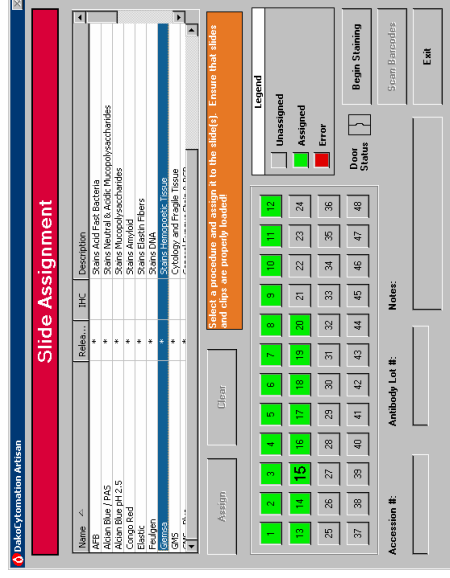 DakoCytomation Artisan
Slide Assignment
Name Relea... IHC Description
AFB * Stains Acid Fast Bacteria
Alcian Blue / PAS * Stains Neutral & Acidic Mucopolysaccharides
Alcian Blue pH 2.5 * Stains Mucopolysaccharides
Congo Red * Stains Amyloid
Elastic * Stains Elastin Fibers
Feulgen * Stains DNA
Giemsa * Stains Hemopoetic Tissue
GMS * Cytology and Fragile Tissue
Assign
Clear
Select a procedure and assign it to the slide[s]. Ensure that slides
and clips are properly loaded!
1 2 3 4 5 6 7 8 9 10 11 12
13 14 15 16 17 18 19 20 21 22 23 24
25 26 27 28 29 30 31 32 33 34 35 36
37 38 39 40 41 42 43 44 45 46 47 48
Legend
Unassigned
Assigned
Error
Door
Status
Begin Staining
Scan Barcodes
Exit
Accession #:
Antibody Lot #:
Notes: